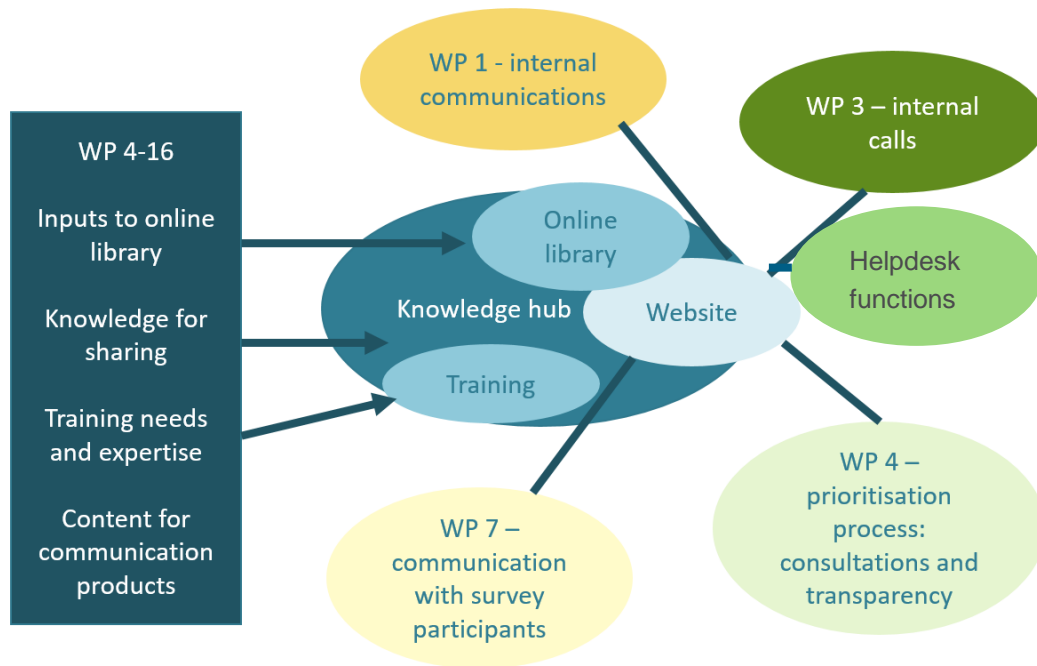 WP 4-16
Inputs to online
library
Knowledge for
sharing
Training needs
and expertise
Content for
communication
products
WP 1 - internal
communications
WP 3 – internal
calls
Online
library
Knowledge hub
Website
Training
Helpdesk
functions
WP 7 –
communication
with survey
participants
WP 4 –
prioritisation
process:
consultations and
transparency